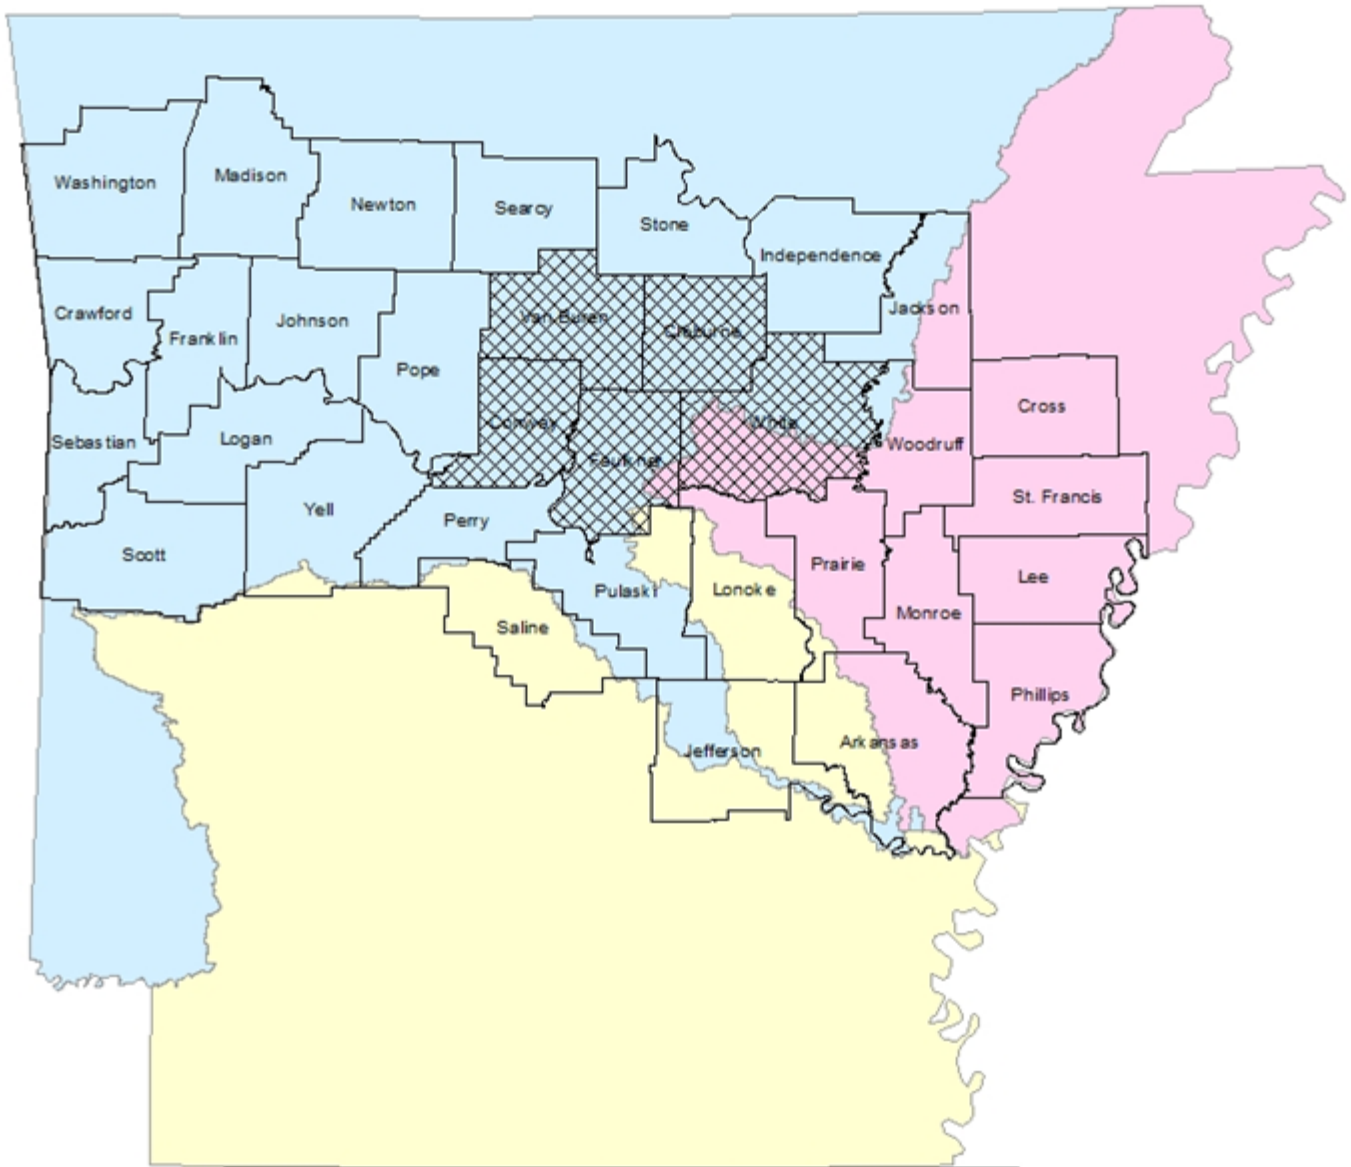 Washington
Madison
Newton
Searcy
Stone
Independence
Crawford
Franklin
Johnson
Pope
Van Buren
Cleburne
Jackson
Sebastian
Logan
Conway
Faulkner
White
Woodruff
Cross
St. Francis
Scott
Yell
Perry
Pulaski
Lonoke
Prairie
Lee
Monroe
Saline
Phillips
Jefferson
Arkansas